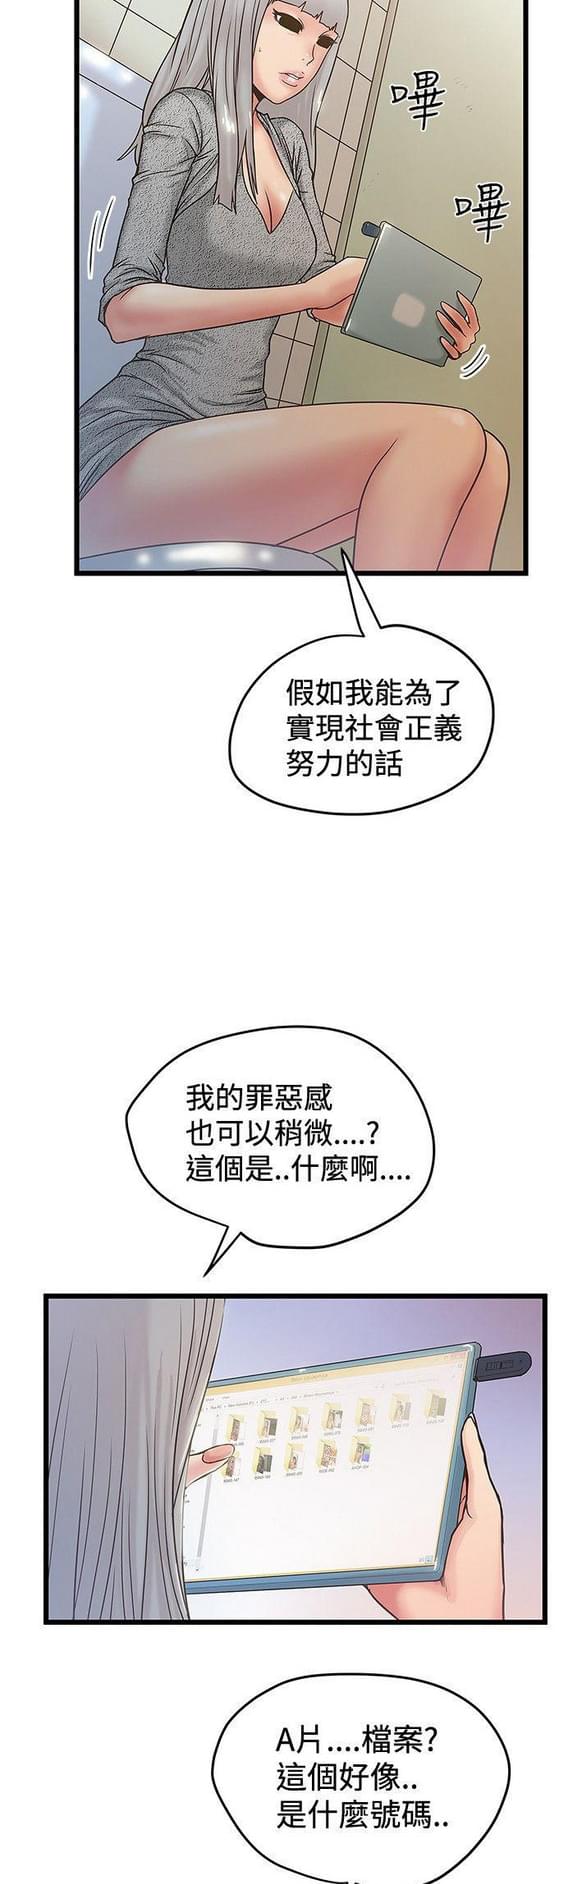 嗶
嗶
假如我能為了
實現社會正義
努力的話
我的罪惡感
也可以稍微....?
這個是..什麼啊....
A片....檔案?
這個好像..
是什麼號碼..